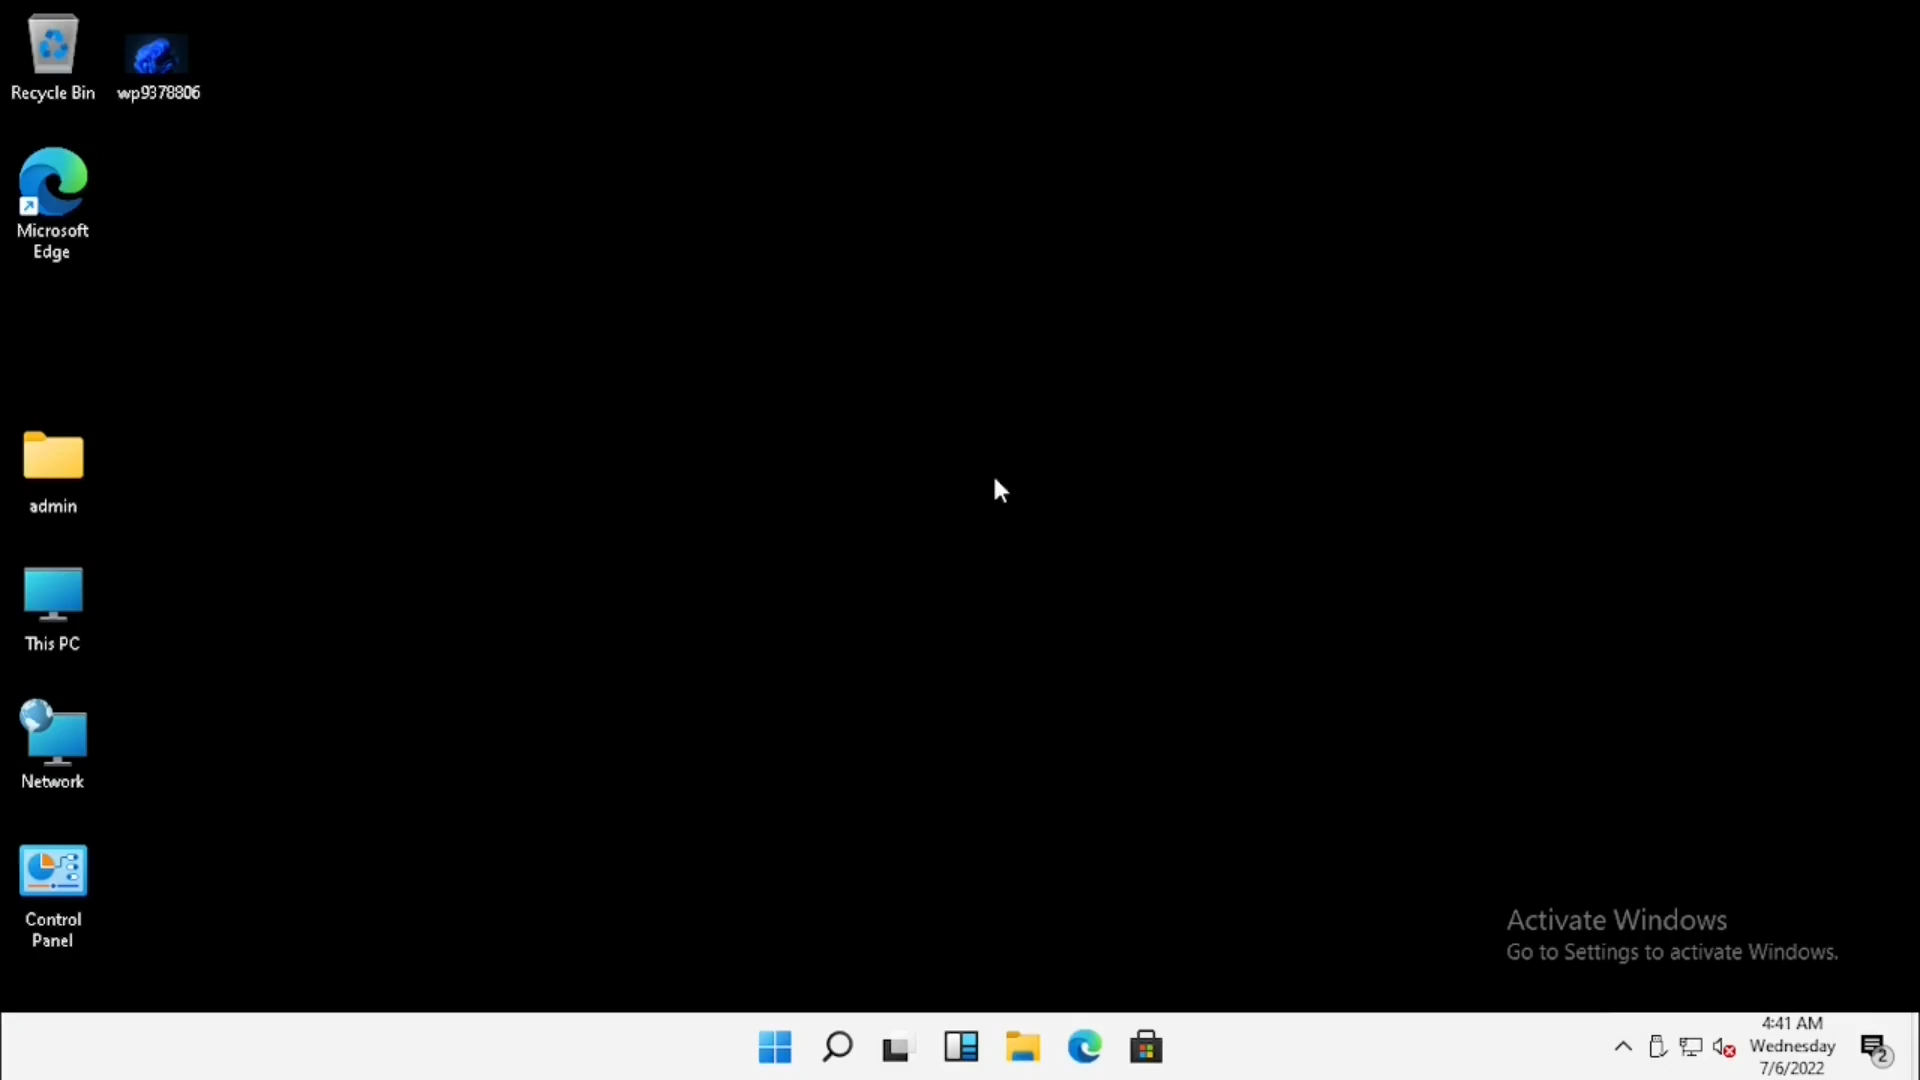 Recycle Bin
wp9378806
Microsoft
Edge
admin
This PC
Network
Control
Panel
Activate Windows
Go to Settings to activate Windows.
4:41 AM
Wednesday
7/6/2022
2